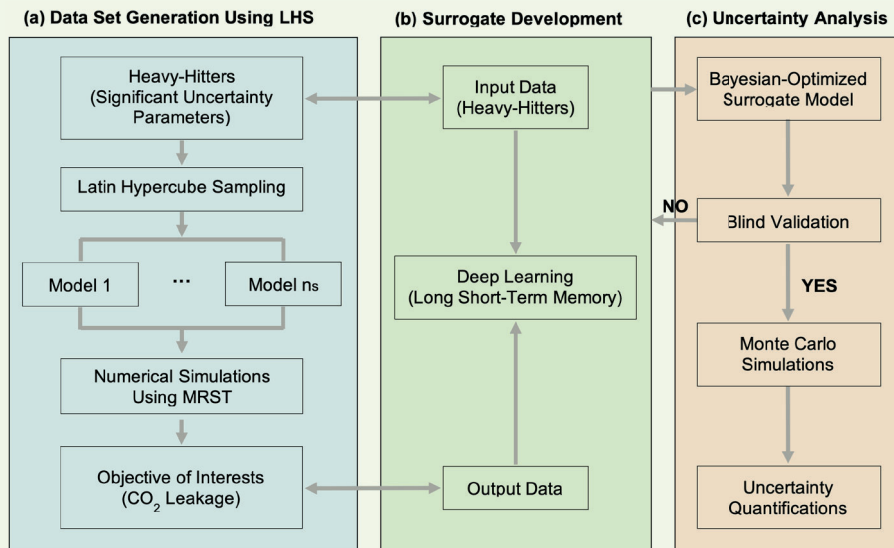 (a) Data Set Generation Using LHS
Heavy-Hitters
(Significant Uncertainty
Parameters)
Latin Hypercube Sampling
Model 1
...
Model ns
Numerical Simulations
Using MRST
Objective of Interests
(CO2 Leakage)
(b) Surrogate Development
Input Data
(Heavy-Hitters)
Deep Learning
(Long Short-Term Memory)
Output Data
(c) Uncertainty Analysis
Bayesian-Optimized
Surrogate Model
NO
Blind Validation
YES
Monte Carlo
Simulations
Uncertainty
Quantifications